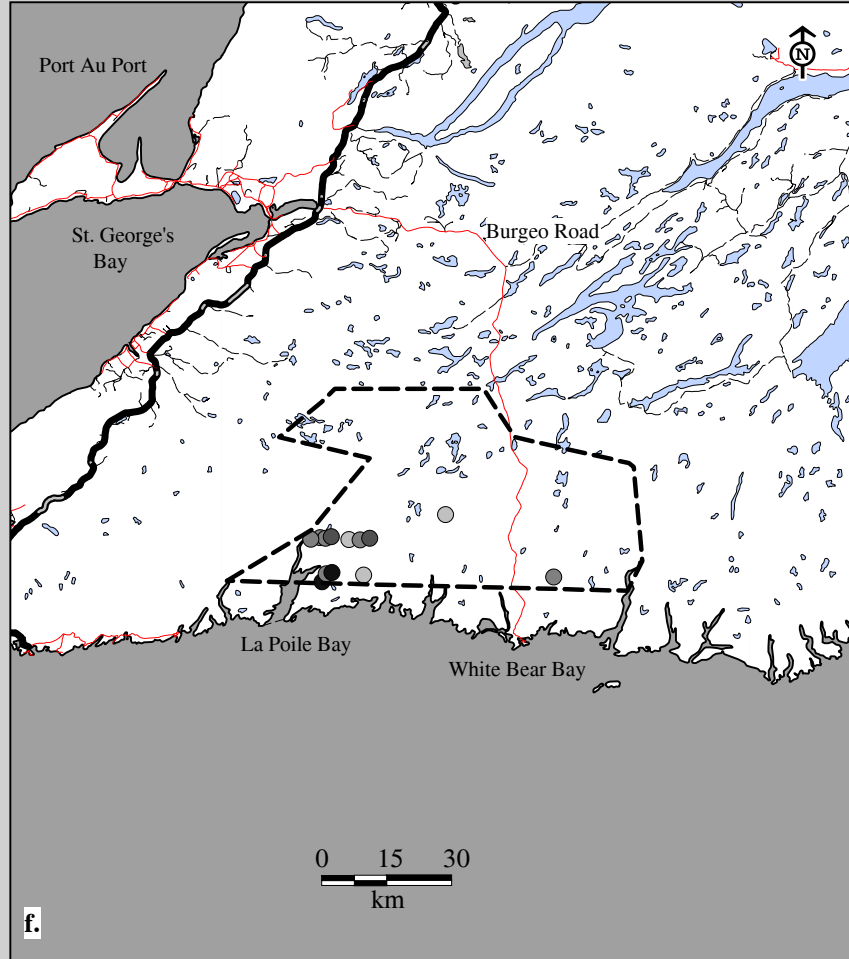 N
Port Au Port
St. George's
Bay
Burgeo Road
La Poile Bay
White Bear Bay
0 15 30
km
f.